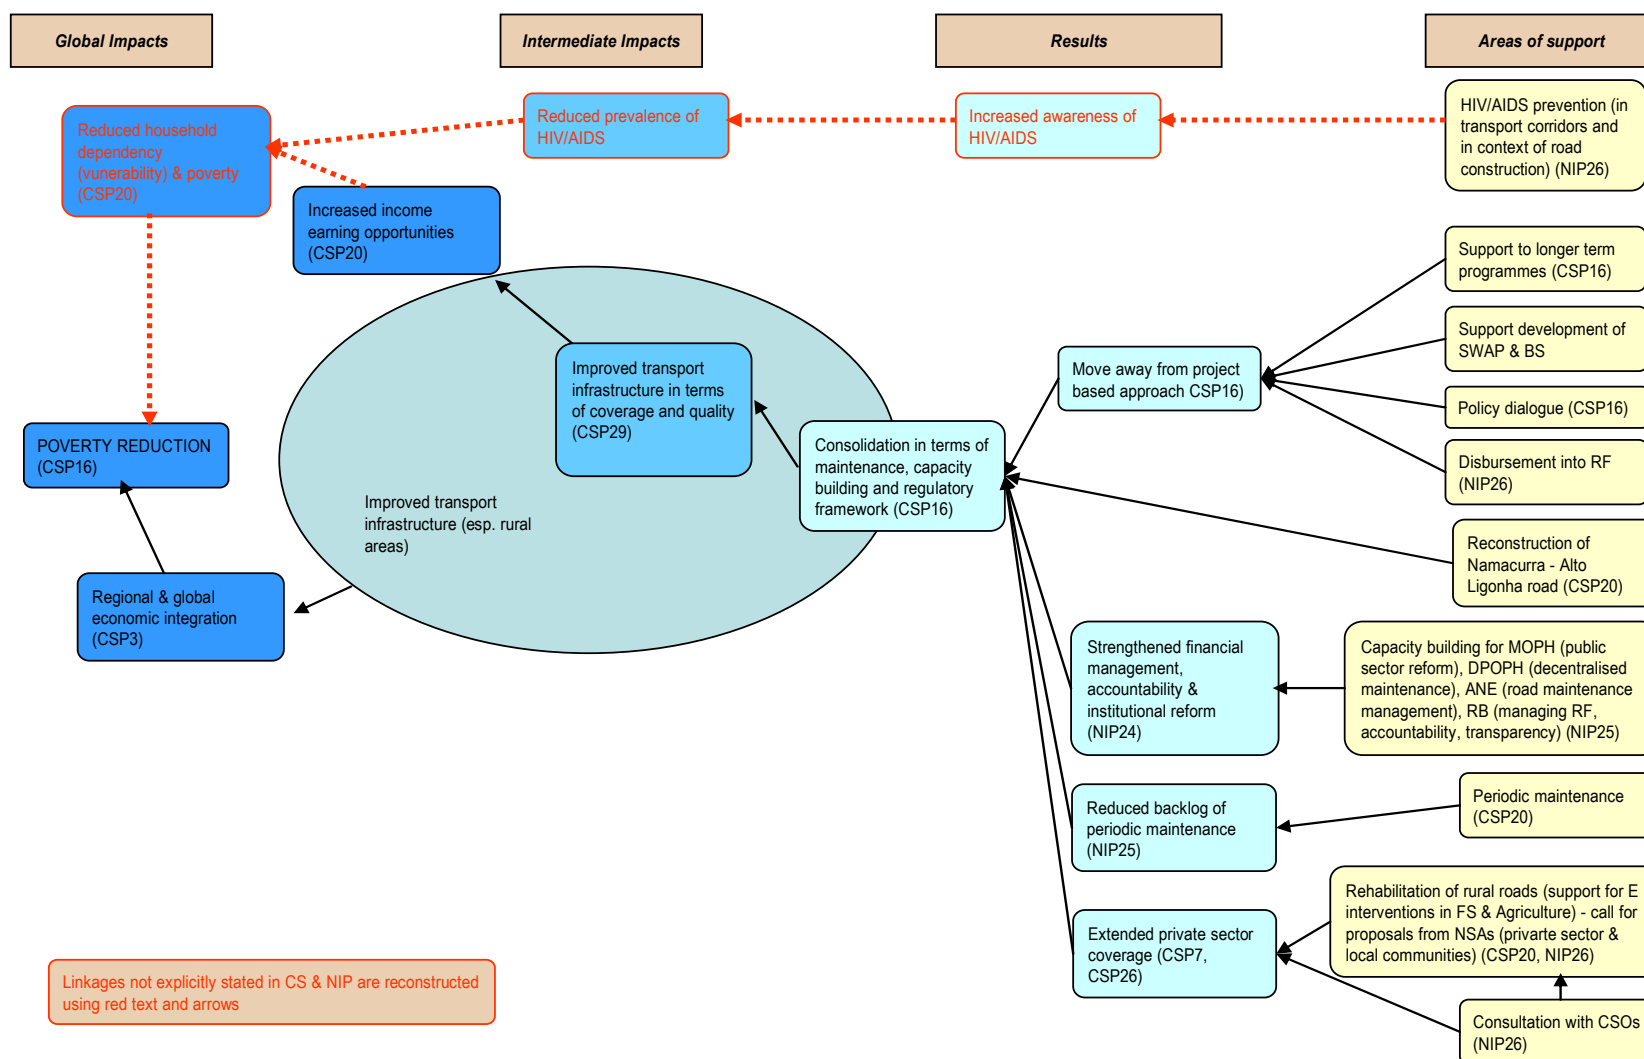 Global Impacts
Intermediate Impacts
Results
Areas of support
Reduced household
dependency
(vunerability) & poverty
(CSP20)
Reduced prevalence of
HIV/AIDS
Increased awareness of
HIV/AIDS
HIV/AIDS prevention (in
transport corridors and
in context of road
construction) (NIP26)
Increased income
earning opportunities
(CSP20)
Support to longer term
programmes (CSP16)
Support development of
SWAP & BS
Improved transport
infrastructure in terms
of coverage and quality
(CSP29)
Move away from project
based approach CSP16)
Policy dialogue (CSP16)
POVERTY REDUCTION
(CSP16)
Consolidation in terms of
maintenance, capacity
building and regulatory
framework (CSP16)
Disbursement into RF
(NIP26)
Improved transport
infrastructure (esp. rural
areas)
Reconstruction of
Namacurra - Alto
Ligonha road (CSP20)
Regional & global
economic integration
(CSP3)
Strengthened financial
management,
accountability &
institutional reform
(NIP24)
Capacity building for MOPH (public
sector reform), DPOPH (decentralised
maintenance), ANE (road maintenance
management), RB (managing RF,
accountability, transparency) (NIP25)
Reduced backlog of
periodic maintenance
(NIP25)
Periodic maintenance
(CSP20)
Extended private sector
coverage (CSP7,
CSP26)
Rehabilitation of rural roads (support for E
interventions in FS & Agriculture) - call for
proposals from NSAs (privarte sector &
local communities) (CSP20, NIP26)
Linkages not explicitly stated in CS & NIP are reconstructed
using red text and arrows
Consultation with CSOs
(NIP26)